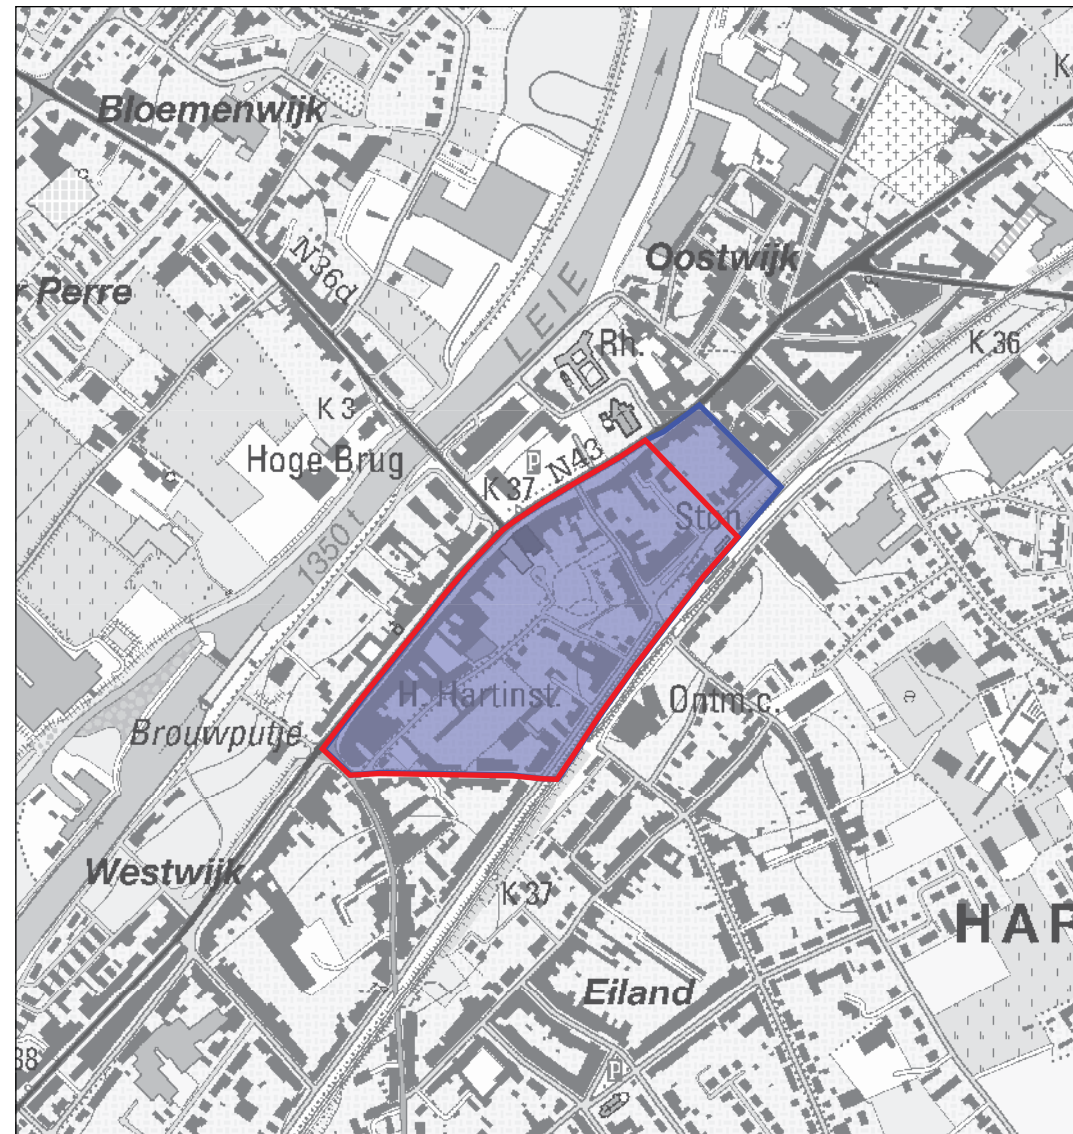 K
Bloemenwijk
N36d
Oostwijk
r Perre
LEIE
Rh.
K 36
K 3
Hoge Brug
P
N43
K 37
Ston
1350 t
H. Hartinst.
Ontm.c.
Brouwputje
Westwijk
K 37
HAR
Eiland
38
P